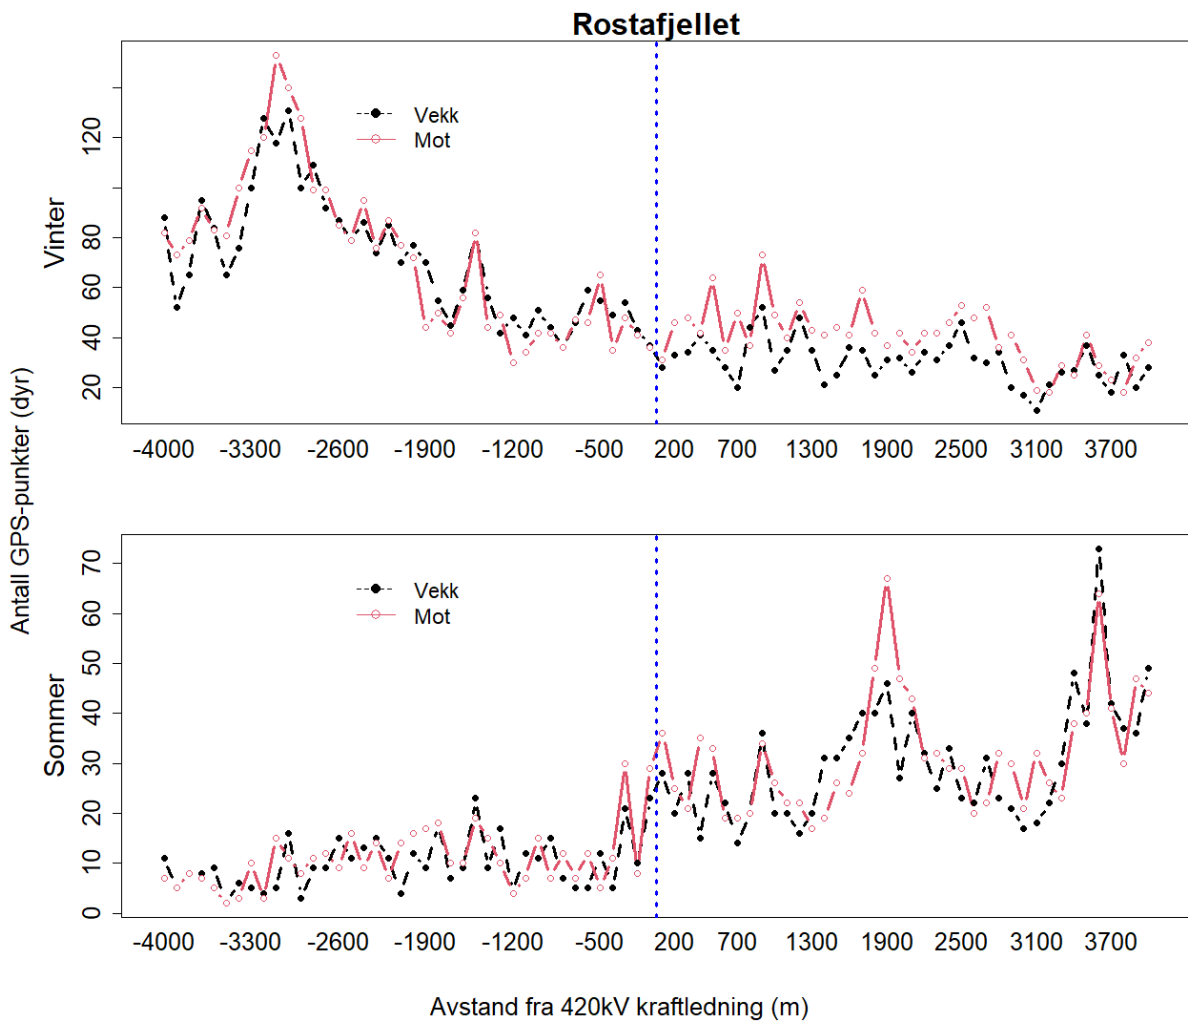 Rostafjellet
Vinter
120
80
60
40
20
Vekk
Mot
-4000 -3300 -2600 -1900 -1200 -500 200 700 1300 1900 2500 3100 3700
Antall GPS-punkter (dyr)
Sommer
70
60
50
40
30
20
10
0
Vekk
Mot
-4000 -3300 -2600 -1900 -1200 -500 200 700 1300 1900 2500 3100 3700
Avstand fra 420kV kraftledning (m)